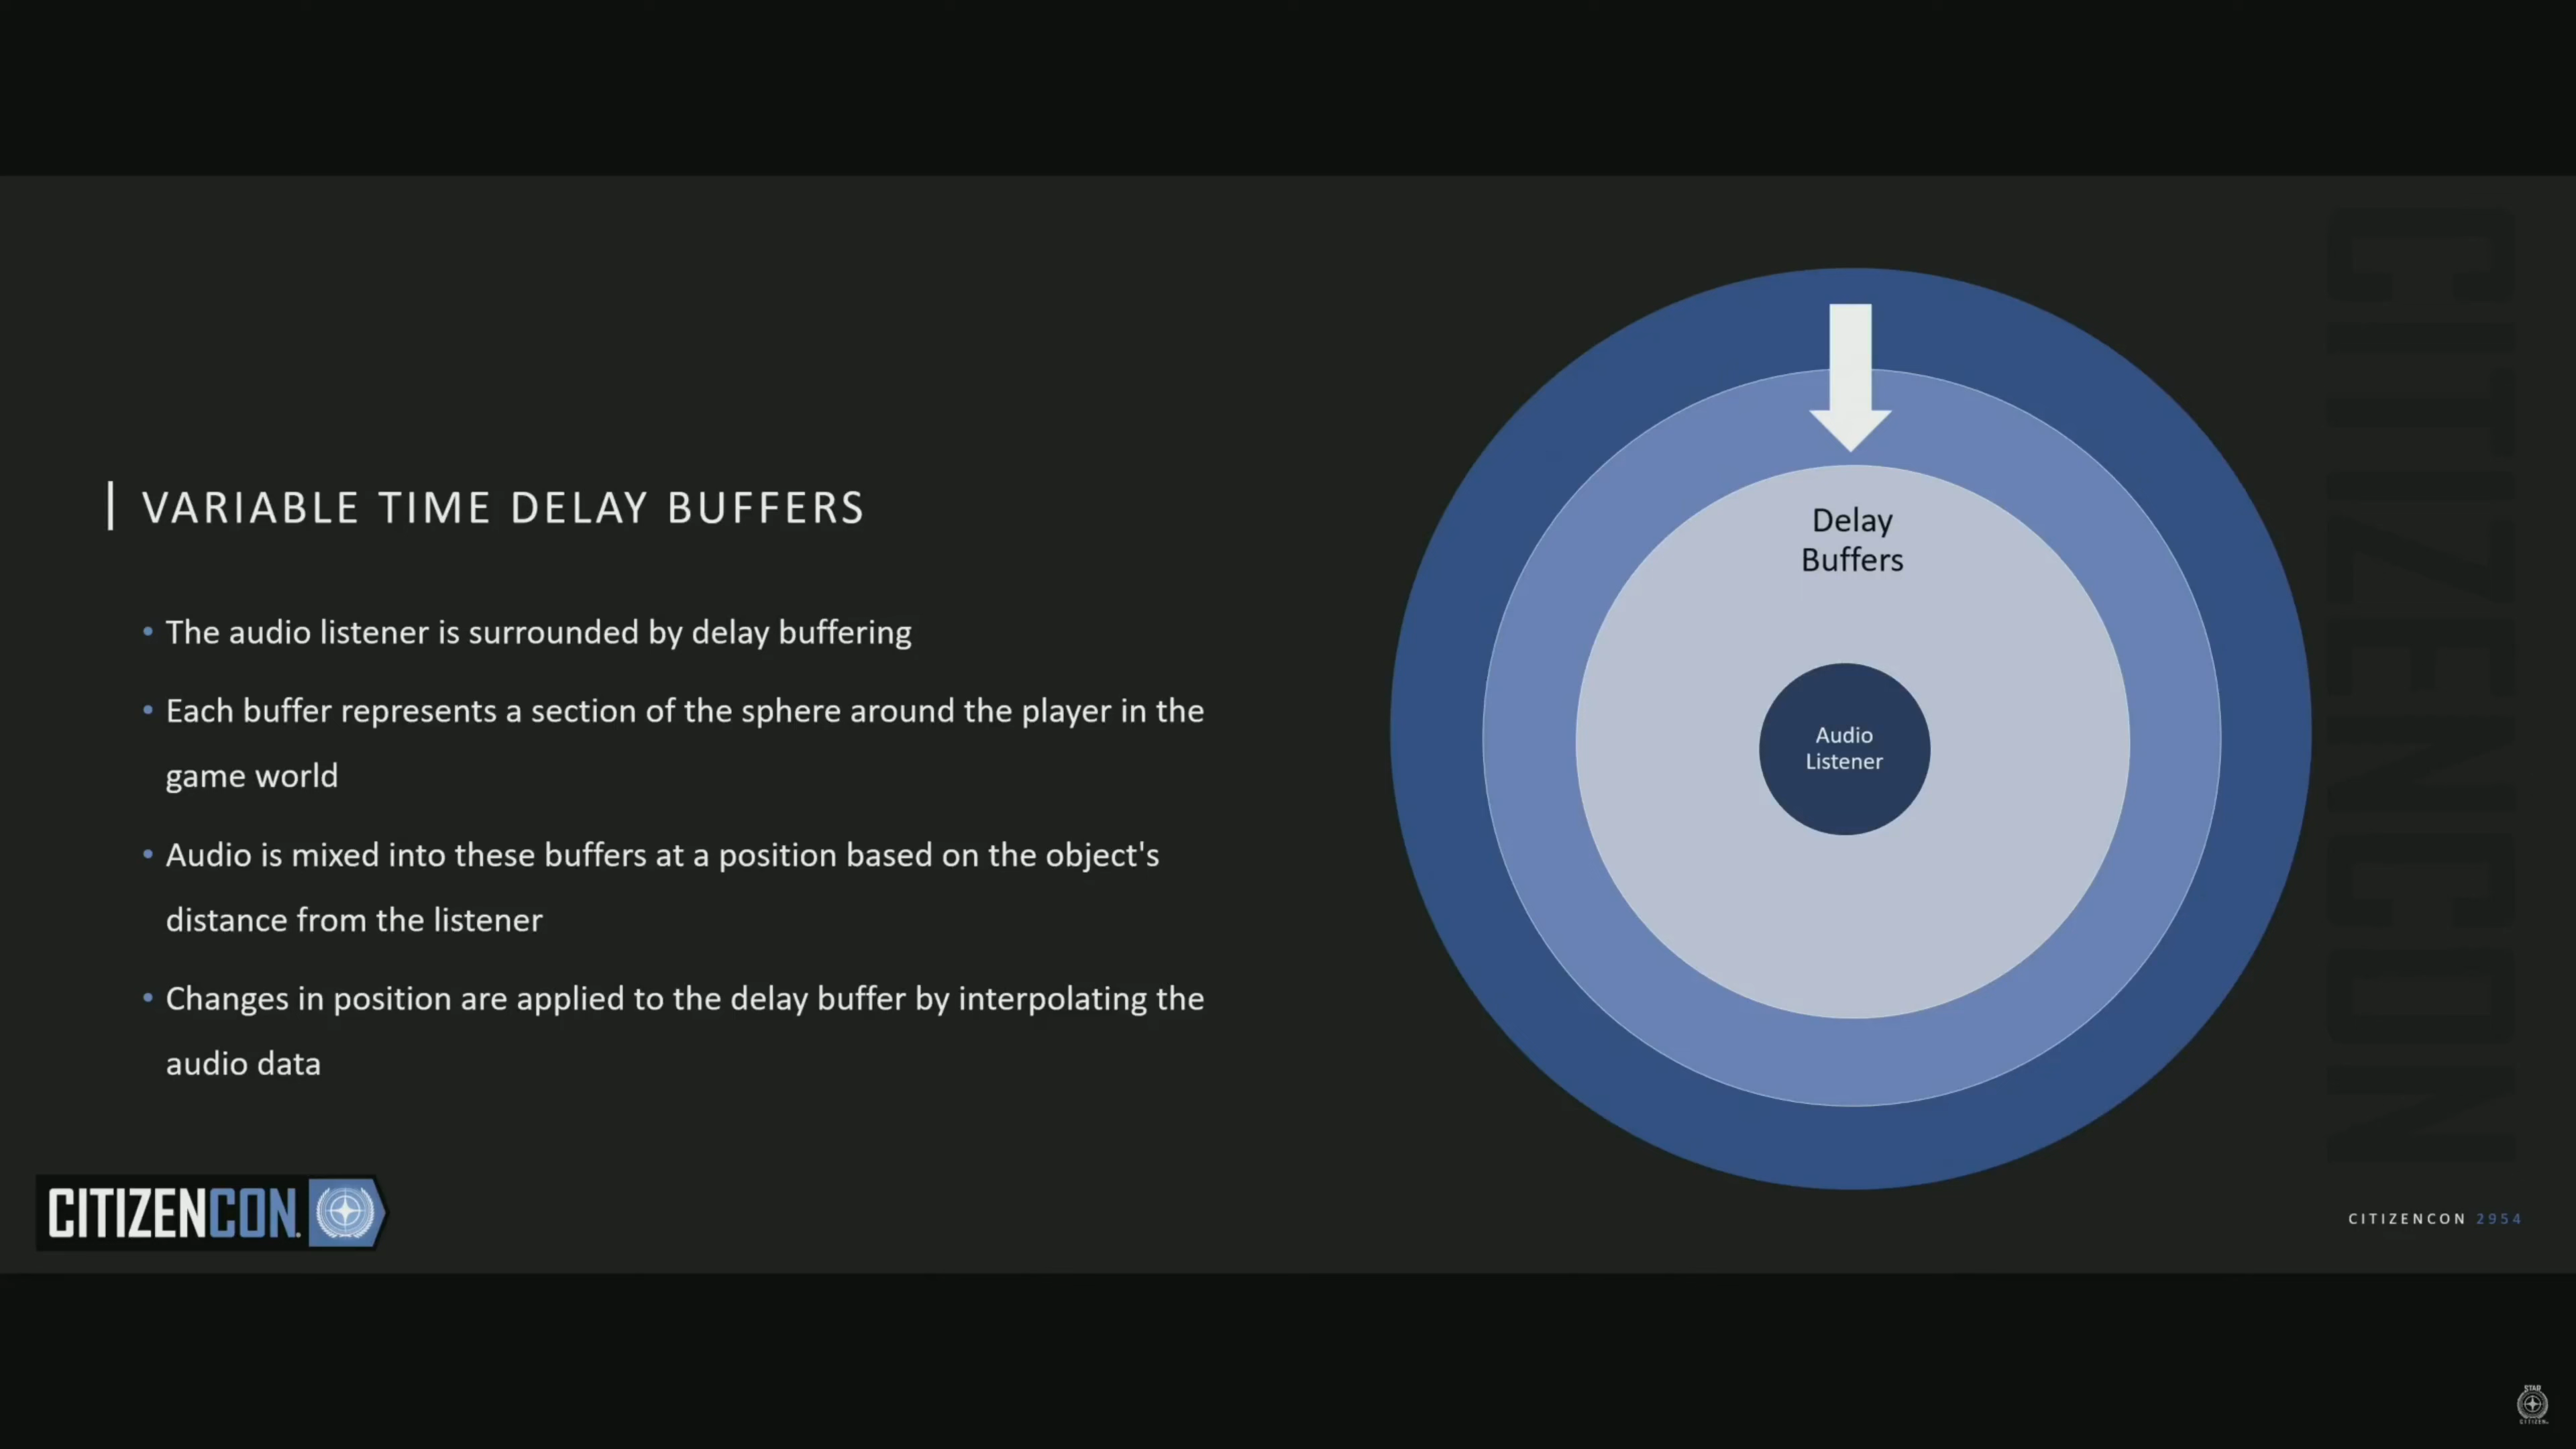 VARIABLE TIME DELAY BUFFERS
• The audio listener is surrounded by delay buffering
• Each buffer represents a section of the sphere around the player in the
game world
• Audio is mixed into these buffers at a position based on the object's
distance from the listener
• Changes in position are applied to the delay buffer by interpolating the
audio data
Delay
Buffers
Audio
Listener
CITIZENCON
CITIZENCON.
CITIZENCON 2954
STAR
CITIZEN